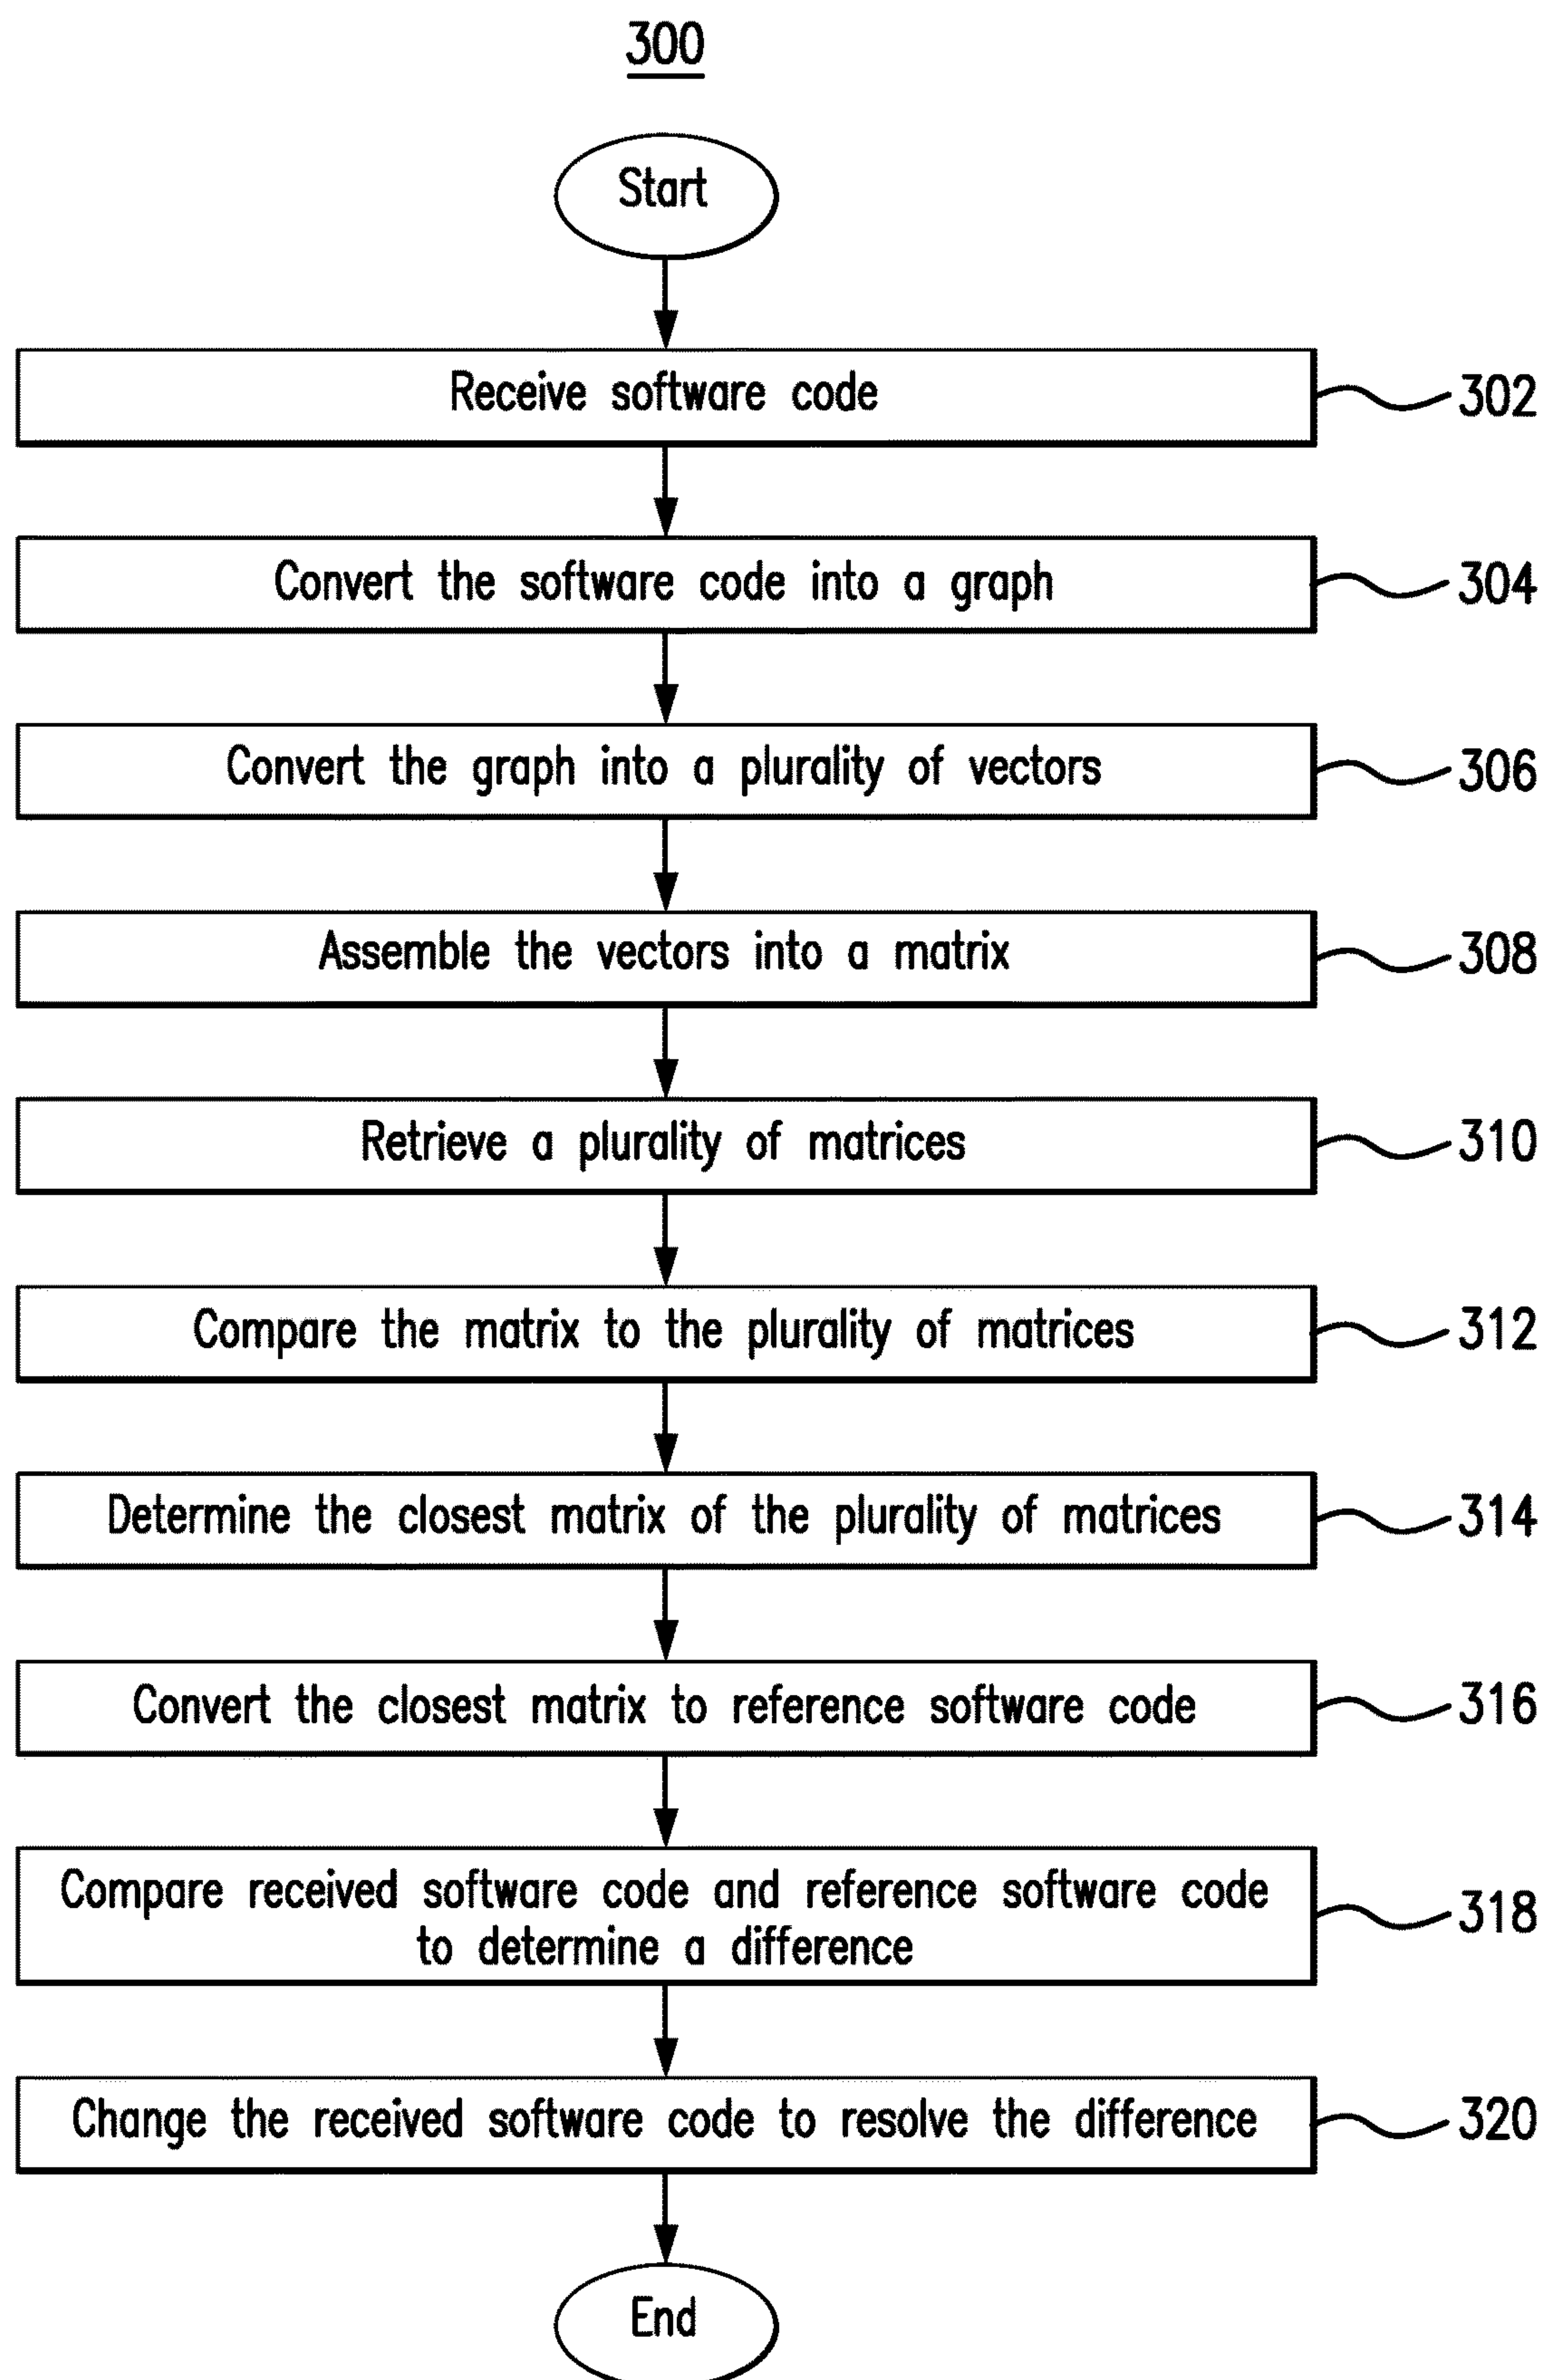 300
Start
Receive software code
302
Convert the software code into a graph
304
Convert the graph into a plurality of vectors
306
Assemble the vectors into a matrix
308
Retrieve a plurality of matrices
310
Compare the matrix to the plurality of matrices
312
Determine the closest matrix of the plurality of matrices
314
Convert the closest matrix to reference software code
316
Compare received software code and reference software code
to determine a difference
318
Change the received software code to resolve the difference
320
End